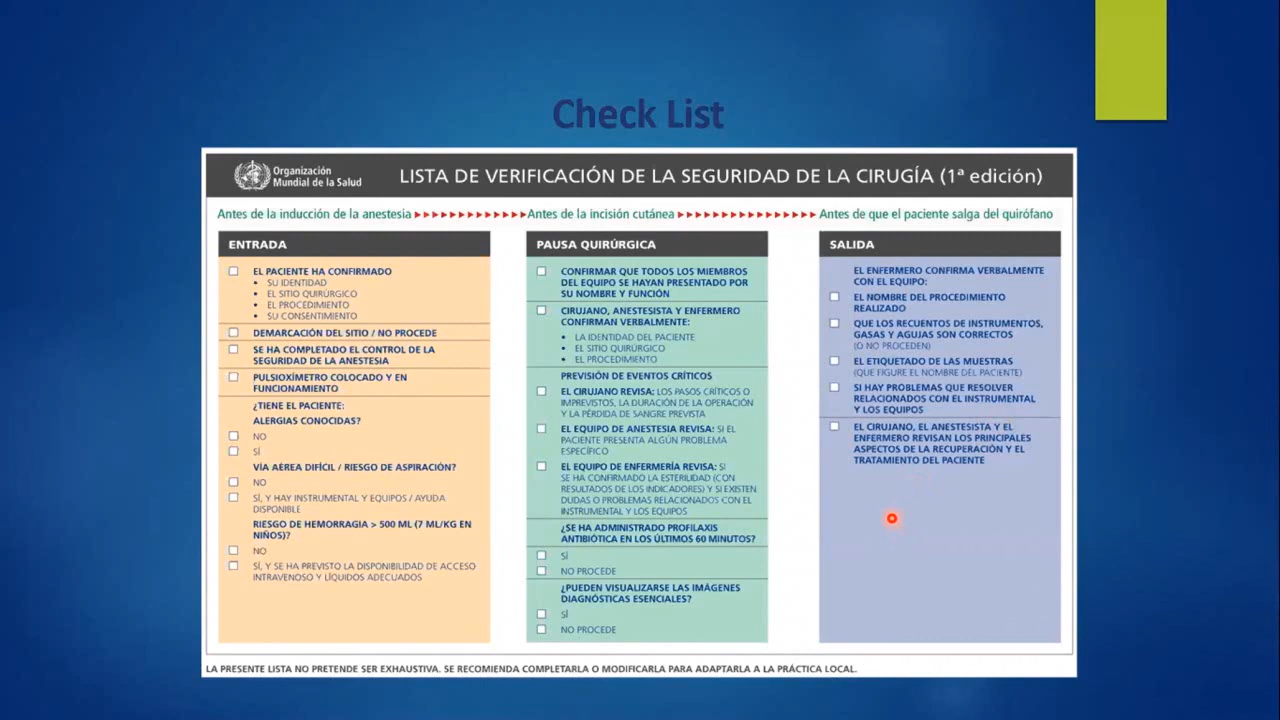 Check List
Organización
Mundial de la Salud
LISTA DE VERIFICACIÓN DE LA SEGURIDAD DE LA CIRUGÍA (1ª edición)
Antes de la inducción de la anestesia
Antes de la incisión cutánea
Antes de que el paciente salga del quirófano
ENTRADA
EL PACIENTE HA CONFIRMADO
• SU IDENTIDAD
• EL SITIO QUIRÚRGICO
• EL PROCEDIMIENTO
• SU CONSENTIMIENTO
DEMARCACIÓN DEL SITIO / NO PROCEDE
SE HA COMPLETADO EL CONTROL DE LA
SEGURIDAD DE LA ANESTESIA
PULSIOXÍMETRO COLOCADO Y EN
FUNCIONAMIENTO
¿TIENE EL PACIENTE:
ALERGIAS CONOCIDAS?
NO
SÍ
VÍA AÉREA DIFÍCIL / RIESGO DE ASPIRACIÓN?
NO
SÍ, Y HAY INSTRUMENTAL Y EQUIPOS / AYUDA
DISPONIBLE
RIESGO DE HEMORRAGIA > 500 ML (7 ML/KG EN
NIÑOS)?
NO
SÍ, Y SE HA PREVISTO LA DISPONIBILIDAD DE ACCESO
INTRAVENOSO Y LÍQUIDOS ADECUADOS
PAUSA QUIRÚRGICA
CONFIRMAR QUE TODOS LOS MIEMBROS
DEL EQUIPO SE HAYAN PRESENTADO POR
SU NOMBRE Y FUNCIÓN
CIRUJANO, ANESTESISTA Y ENFERMERO
CONFIRMAN VERBALMENTE:
• LA IDENTIDAD DEL PACIENTE
• EL SITIO QUIRÚRGICO
• EL PROCEDIMIENTO
PREVISIÓN DE EVENTOS CRÍTICOS
EL CIRUJANO REVISA: LOS PASOS CRÍTICOS O
IMPREVISTOS, LA DURACIÓN DE LA OPERACIÓN
Y LA PÉRDIDA DE SANGRE PREVISTA
EL EQUIPO DE ANESTESIA REVISA: SI EL
PACIENTE PRESENTA ALGÚN PROBLEMA
ESPECÍFICO
EL EQUIPO DE ENFERMERÍA REVISA: SI
SE HA CONFIRMADO LA ESTERILIDAD (CON
RESULTADOS DE LOS INDICADORES) Y SI EXISTEN
DUDAS O PROBLEMAS RELACIONADOS CON EL
INSTRUMENTAL Y LOS EQUIPOS
¿SE HA ADMINISTRADO PROFILAXIS
ANTIBIÓTICA EN LOS ÚLTIMOS 60 MINUTOS?
SÍ
NO PROCEDE
¿PUEDEN VISUALIZARSE LAS IMÁGENES
DIAGNÓSTICAS ESENCIALES?
SÍ
NO PROCEDE
SALIDA
EL ENFERMERO CONFIRMA VERBALMENTE
CON EL EQUIPO:
EL NOMBRE DEL PROCEDIMIENTO
REALIZADO
QUE LOS RECUENTOS DE INSTRUMENTOS,
GASAS Y AGUJAS SON CORRECTOS
(O NO PROCEDEN)
EL ETIQUETADO DE LAS MUESTRAS
(QUE FIGURE EL NOMBRE DEL PACIENTE)
SI HAY PROBLEMAS QUE RESOLVER
RELACIONADOS CON EL INSTRUMENTAL
Y LOS EQUIPOS
EL CIRUJANO, EL ANESTESISTA Y EL
ENFERMERO REVISAN LOS PRINCIPALES
ASPECTOS DE LA RECUPERACIÓN Y EL
TRATAMIENTO DEL PACIENTE
LA PRESENTE LISTA NO PRETENDE SER EXHAUSTIVA. SE RECOMIENDA COMPLETARLA O MODIFICARLA PARA ADAPTARLA A LA PRÁCTICA LOCAL.